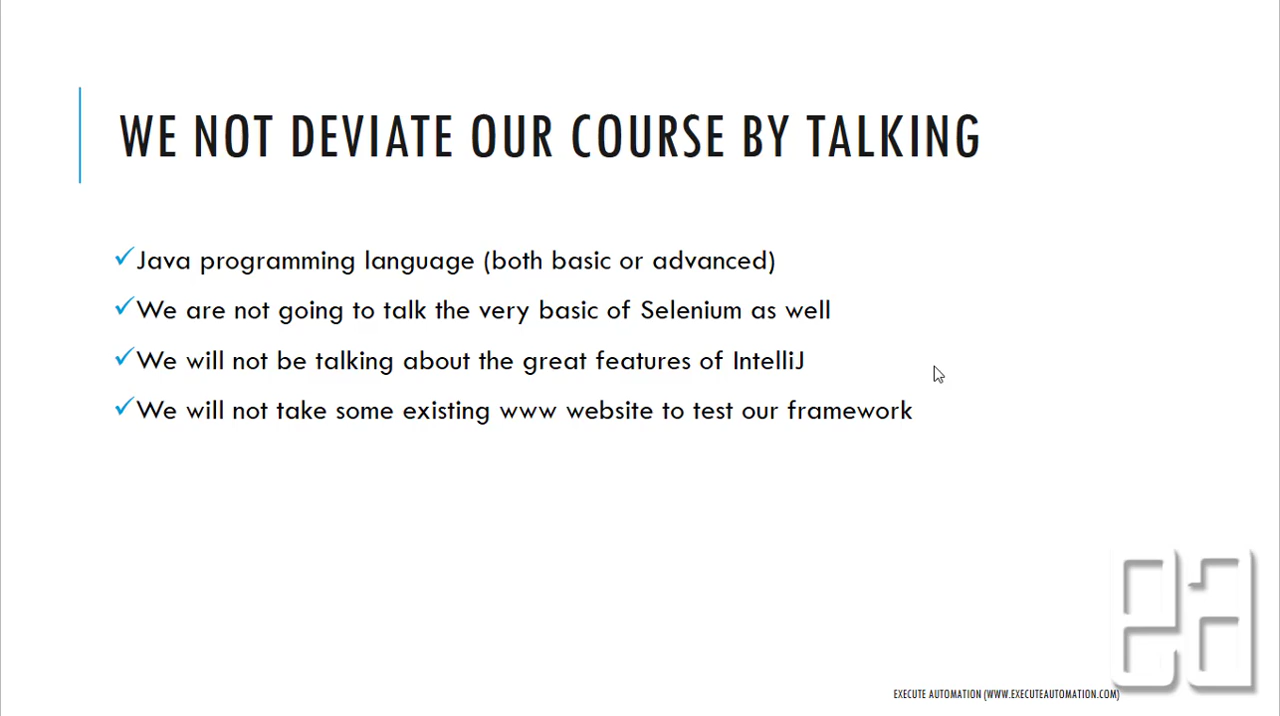 WE NOT DEVIATE OUR COURSE BY TALKING
Java programming language (both basic or advanced)
We are not going to talk the very basic of Selenium as well
We will not be talking about the great features of IntelliJ
We will not take some existing www website to test our framework
ea
EXECUTE AUTOMATION (WWW.EXECUTEAUTOMATION.COM)